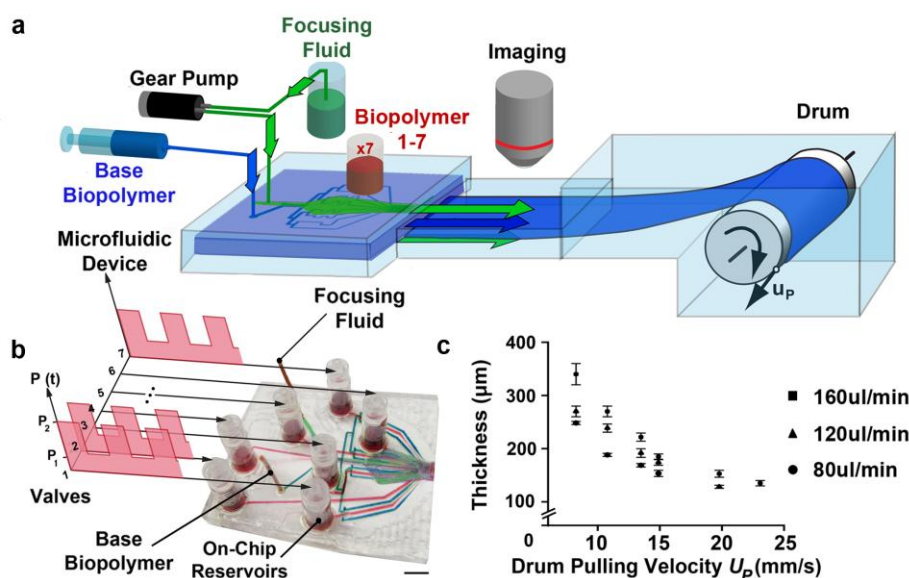 a
Focusing
Fluid
Imaging
Gear Pump
Drum
Biopolymer
1-7
x7
Base
Biopolymer
Microfluidic
Device
Focusing
Fluid
u_P
b
c
7
6
5
4
3
2
1
P (t)
P_2
P_1
Valves
Base
Biopolymer
On-Chip
Reservoirs
400
300
200
100
0
Thickness (µm)
10
15
20
25
Drum Pulling Velocity U_P (mm/s)
160ul/min
120ul/min
80ul/min